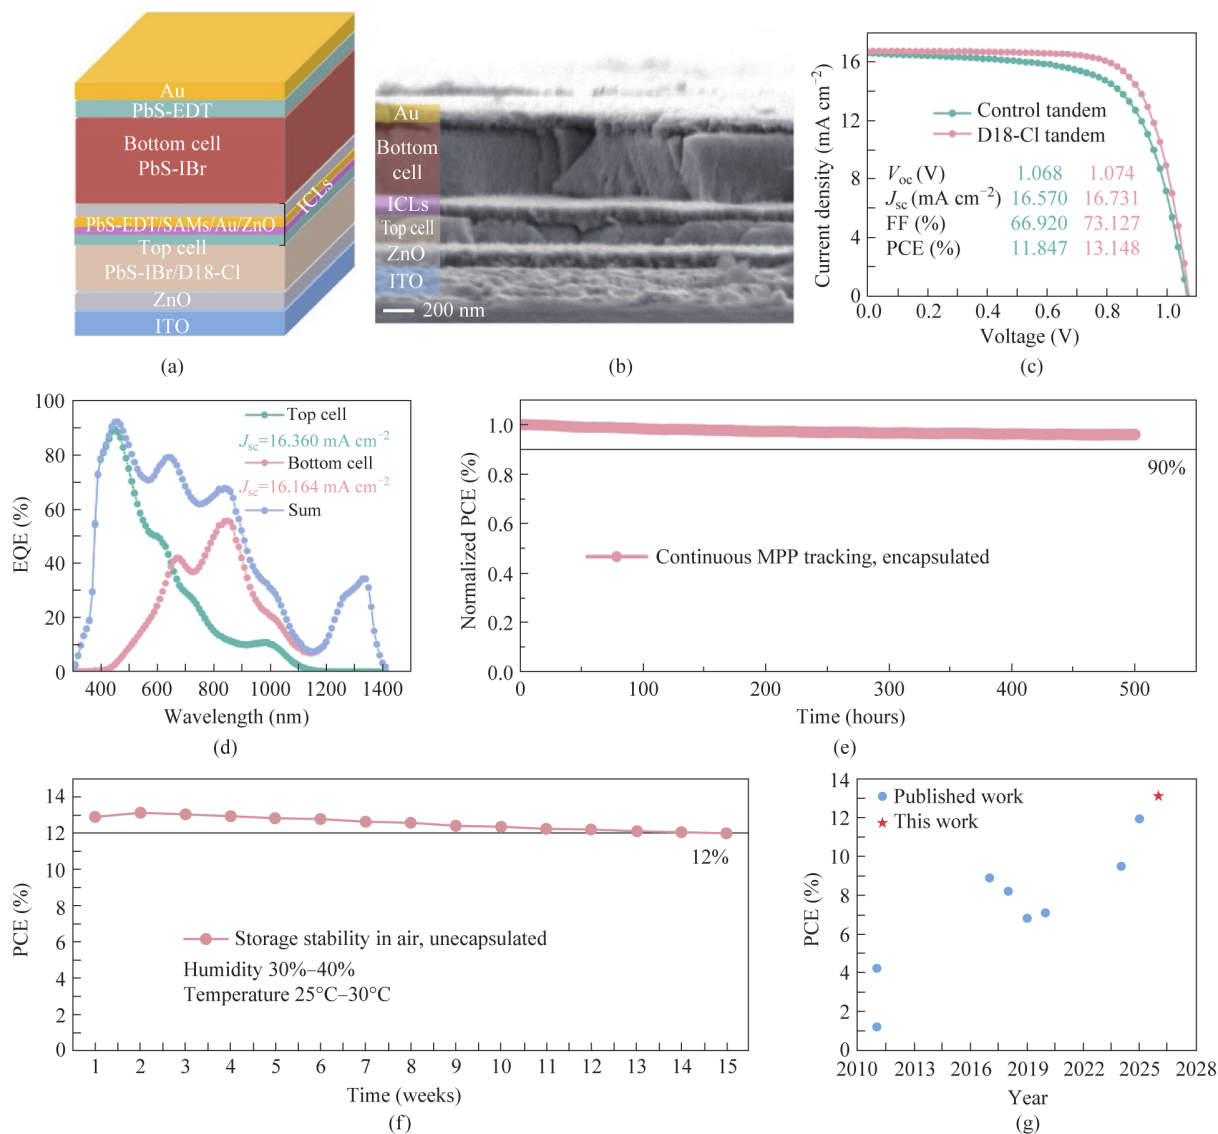 Au
PbS-EDT
Bottom cell
PbS-IBr
ICLs
PbS-EDT/SAMs/Au/ZnO
Top cell
PbS-IBr/D18-Cl
ZnO
ITO
(a)
Au
Bottom
cell
ICLs
Top cell
ZnO
ITO
200 nm
(b)
Current density (mA cm⁻²)
16
12
8
4
0
Control tandem
D18-Cl tandem
Voc (V) 1.068 1.074
Jsc (mA cm⁻²) 16.570 16.731
FF (%) 66.920 73.127
PCE (%) 11.847 13.148
0.0 0.2 0.4 0.6 0.8 1.0
Voltage (V)
(c)
EQE (%)
100
80
60
40
20
0
Top cell
Jsc=16.360 mA cm⁻²
Bottom cell
Jsc=16.164 mA cm⁻²
Sum
400 600 800 1000 1200 1400
Wavelength (nm)
(d)
Normalized PCE (%)
1.0
0.8
0.6
0.4
0.2
0.0
90%
Continuous MPP tracking, encapsulated
0 100 200 300 400 500
Time (hours)
(e)
PCE (%)
14
12
10
8
6
4
2
0
12%
Storage stability in air, unecapsulated
Humidity 30%–40%
Temperature 25°C–30°C
1 2 3 4 5 6 7 8 9 10 11 12 13 14 15
Time (weeks)
(f)
PCE (%)
14
12
10
8
6
4
2
0
Published work
This work
2010 2013 2016 2019 2022 2025 2028
Year
(g)